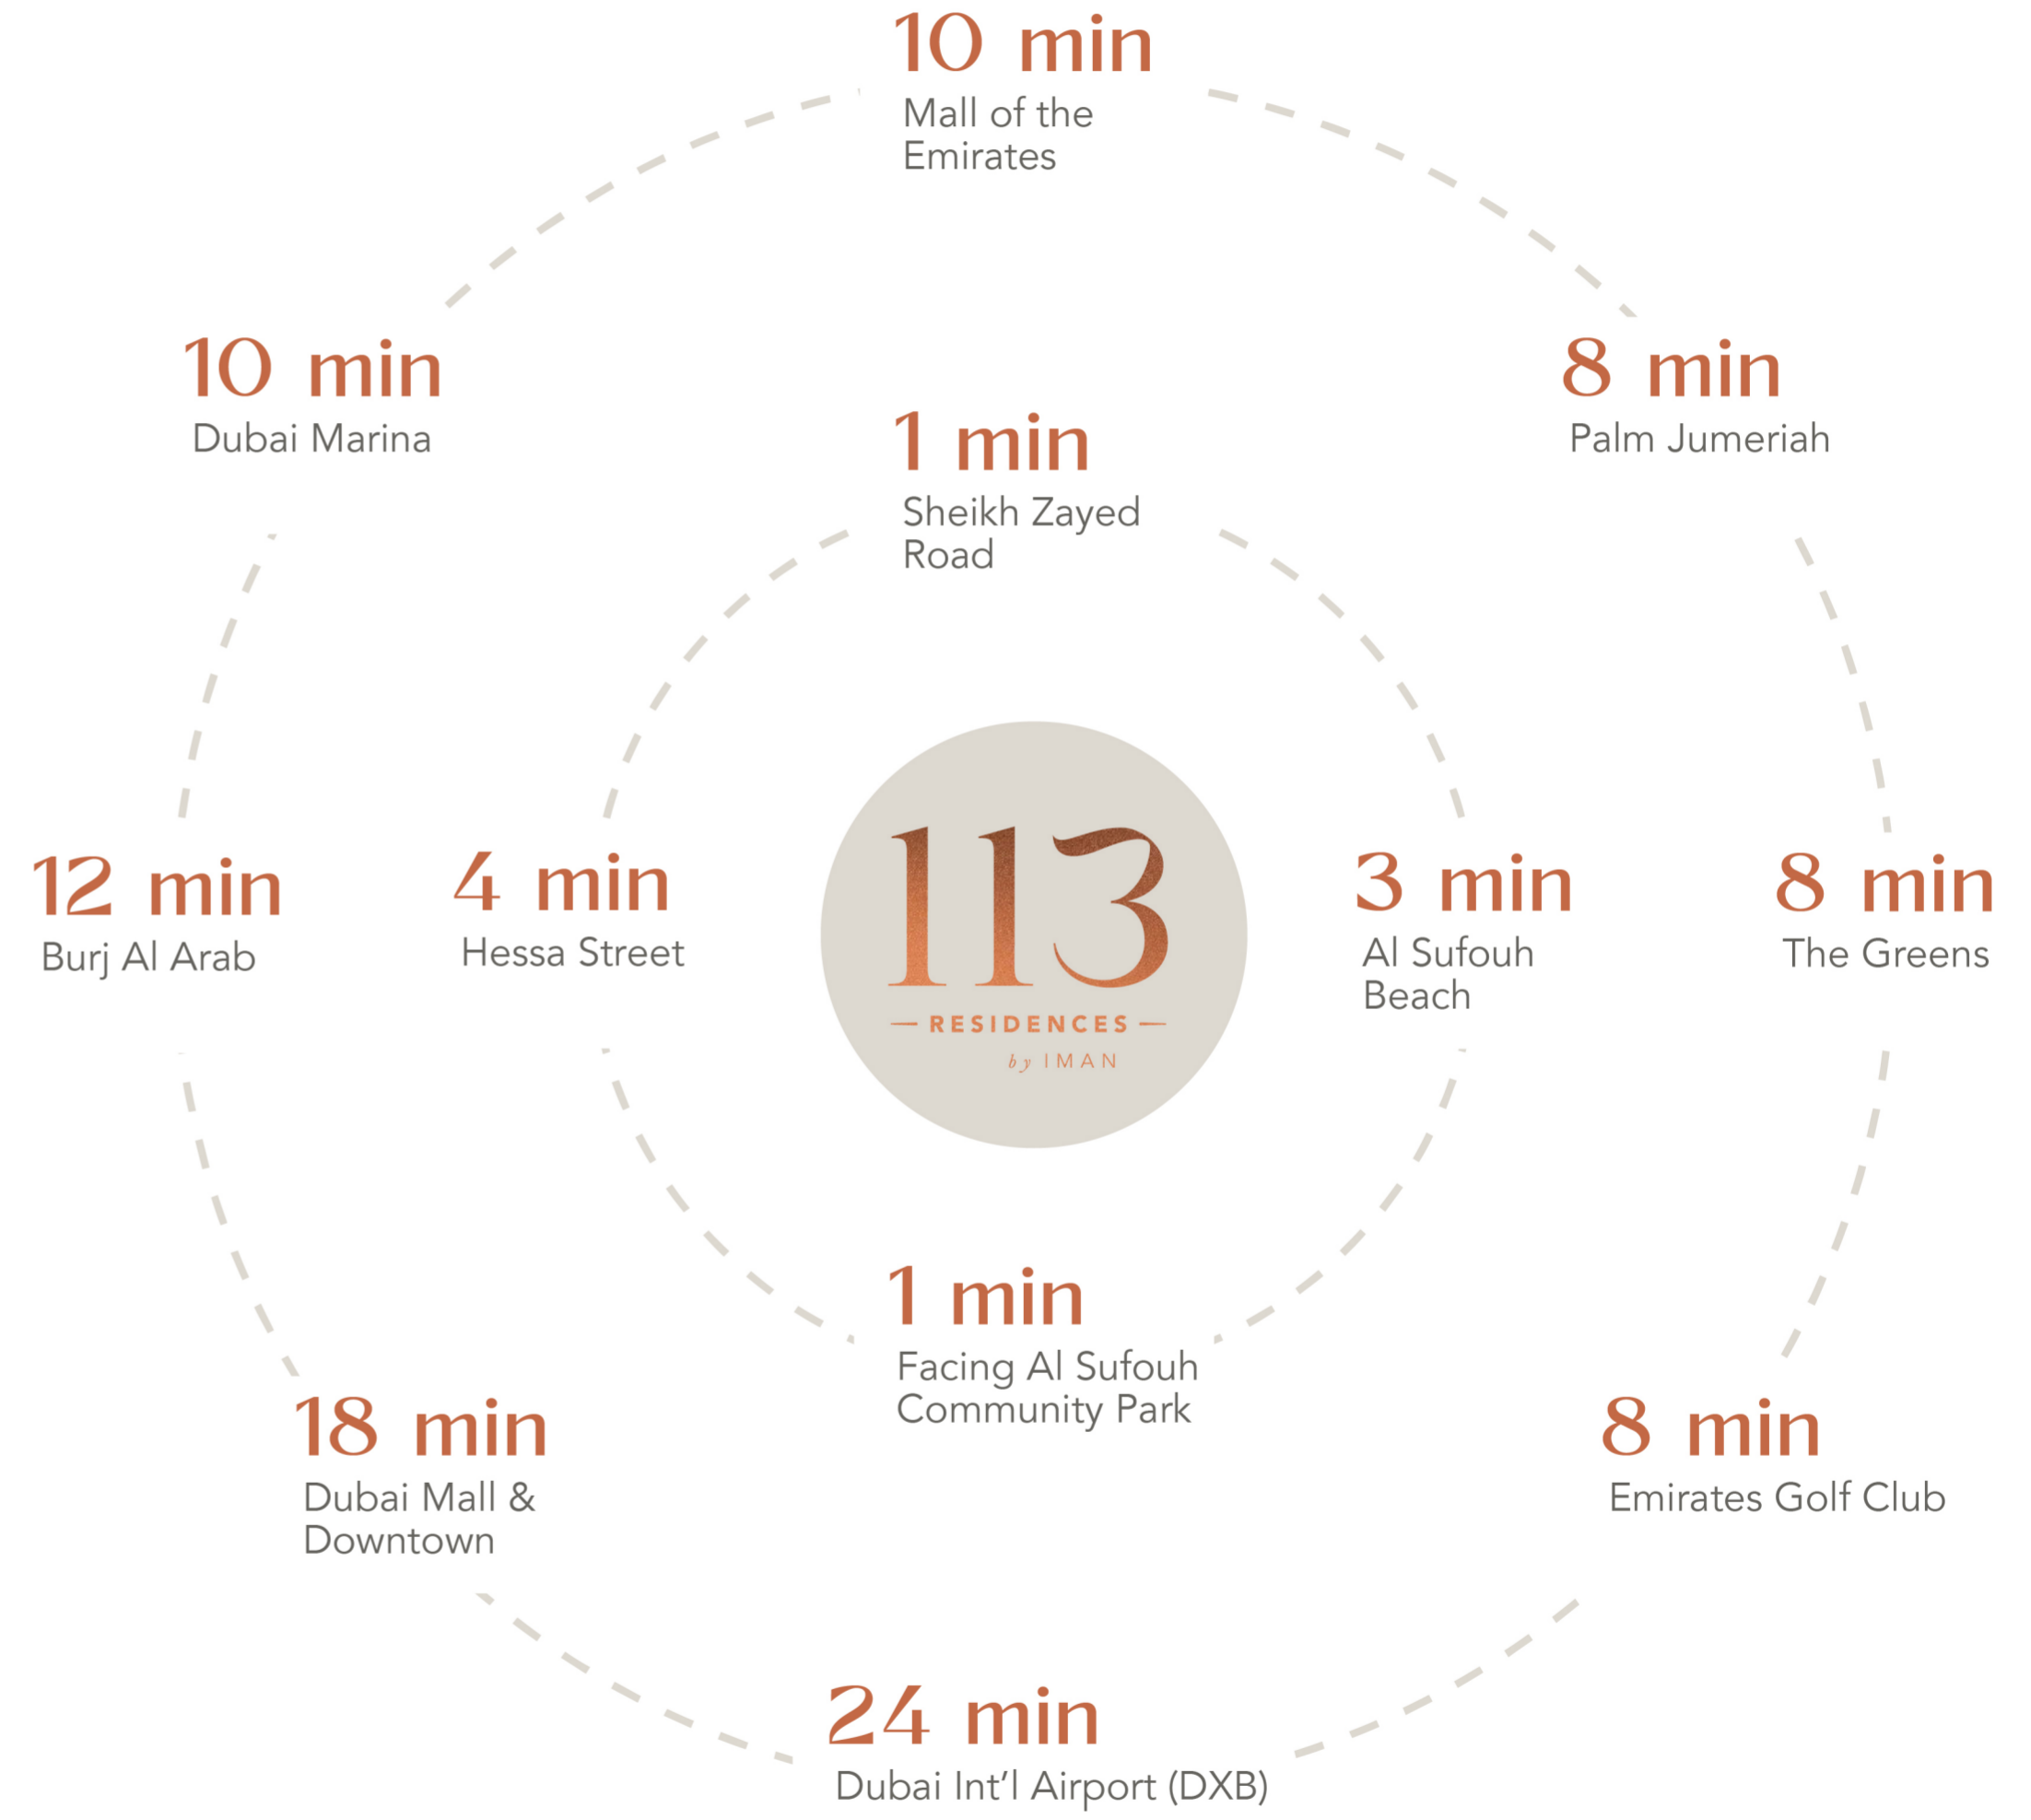 10 min
Mall of the
Emirates
10 min
Dubai Marina
8 min
Palm Jumeriah
1 min
Sheikh Zayed
Road
12 min
Burj Al Arab
4 min
Hessa Street
113
RESIDENCES
by IMAN
3 min
Al Sufouh
Beach
8 min
The Greens
1 min
Facing Al Sufouh
Community Park
18 min
Dubai Mall &
Downtown
8 min
Emirates Golf Club
24 min
Dubai Int'l Airport (DXB)